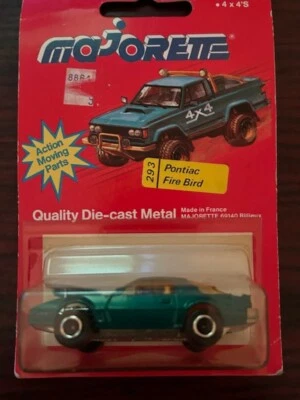 • 4 x 4'S
MAJORETTE
4X4
Action
Moving
Parts
293
Pontiac
Fire Bird
Quality Die-cast Metal
Made in France
MAJORETTE 69140 Rillieux